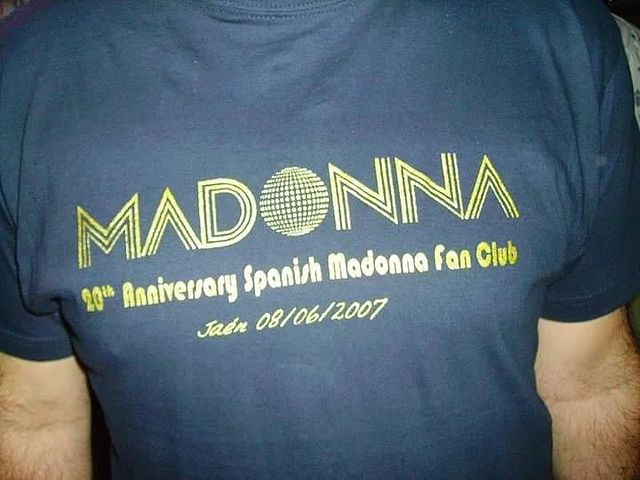 MADONNA
20th Anniversary Spanish Madonna Fan Club
Jaén 08/06/2007